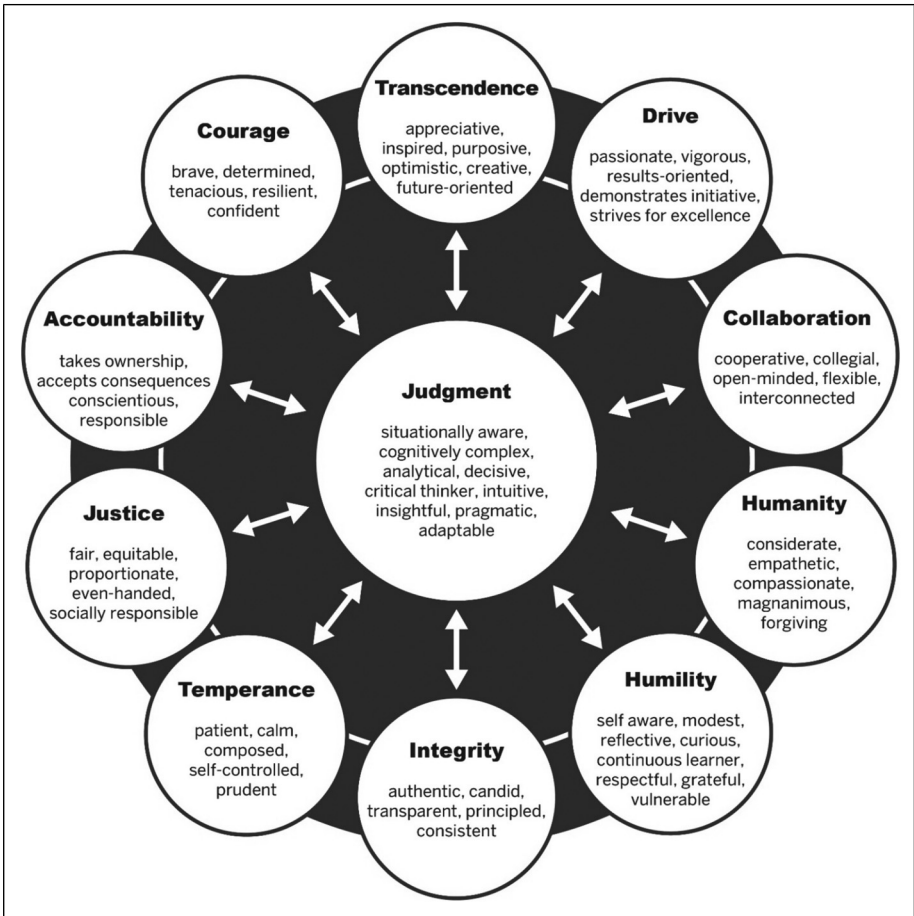 Transcendence
appreciative,
inspired, purposive,
optimistic, creative,
future-oriented
Drive
passionate, vigorous,
results-oriented,
demonstrates initiative,
strives for excellence
Collaboration
cooperative, collegial,
open-minded, flexible,
interconnected
Humanity
considerate,
empathetic,
compassionate,
magnanimous,
forgiving
Humility
self aware, modest,
reflective, curious,
continuous learner,
respectful, grateful,
vulnerable
Integrity
authentic, candid,
transparent, principled,
consistent
Temperance
patient, calm,
composed,
self-controlled,
prudent
Justice
fair, equitable,
proportionate,
even-handed,
socially responsible
Accountability
takes ownership,
accepts consequences
conscientious,
responsible
Courage
brave, determined,
tenacious, resilient,
confident
Judgment
situationally aware,
cognitively complex,
analytical, decisive,
critical thinker, intuitive,
insightful, pragmatic,
adaptable